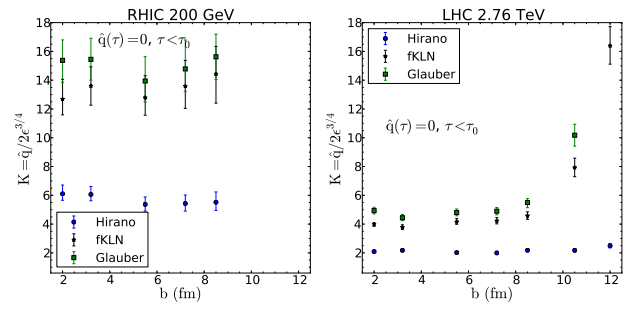 RHIC 200 GeV
18
16
14
12
10
8
6
4
2
K = q̂/2ϵ^{3/4}
q̂(τ)=0, τ<τ₀
Hirano
fKLN
Glauber
2 4 6 8 10 12
b (fm)
LHC 2.76 TeV
18
16
14
12
10
8
6
4
2
K = q̂/2ϵ^{3/4}
Hirano
fKLN
Glauber
q̂(τ)=0, τ<τ₀
2 4 6 8 10 12
b (fm)